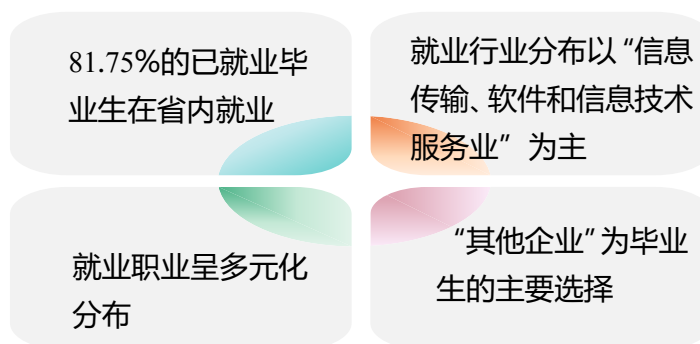 81.75%的已就业毕
业生在省内就业
就业行业分布以“信息
传输、软件和信息技术
服务业” 为主
就业职业呈多元化
分布
“其他企业”为毕业
生的主要选择